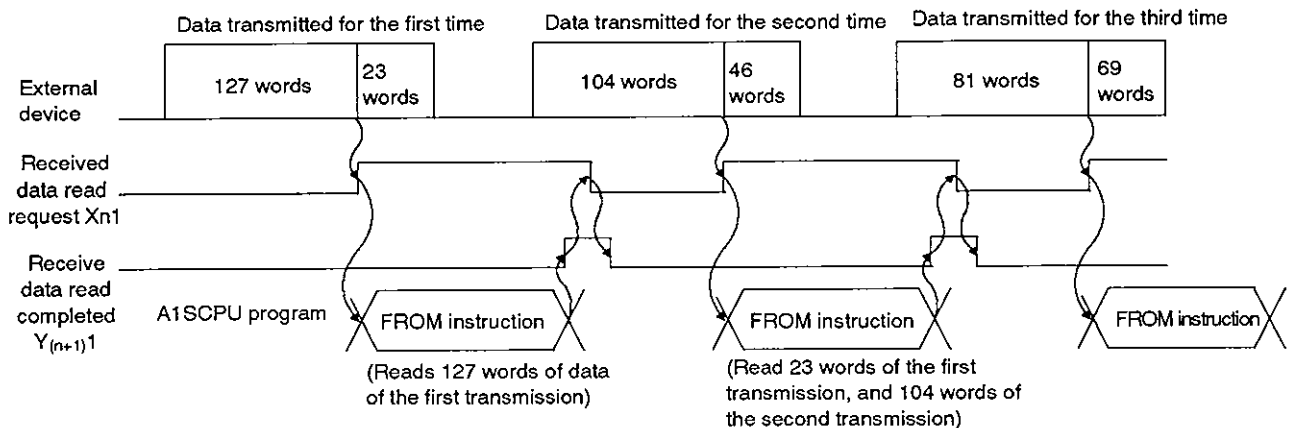 Data transmitted for the first time
Data transmitted for the second time
Data transmitted for the third time
External
device
127 words
23
words
104 words
46
words
81 words
69
words
Received
data read
request Xn1
Receive
data read
completed
Y(n+1)1
A1SCPU program
FROM instruction
FROM instruction
FROM instruction
(Reads 127 words of data
of the first transmission)
(Read 23 words of the first
transmission, and 104 words of
the second transmission)